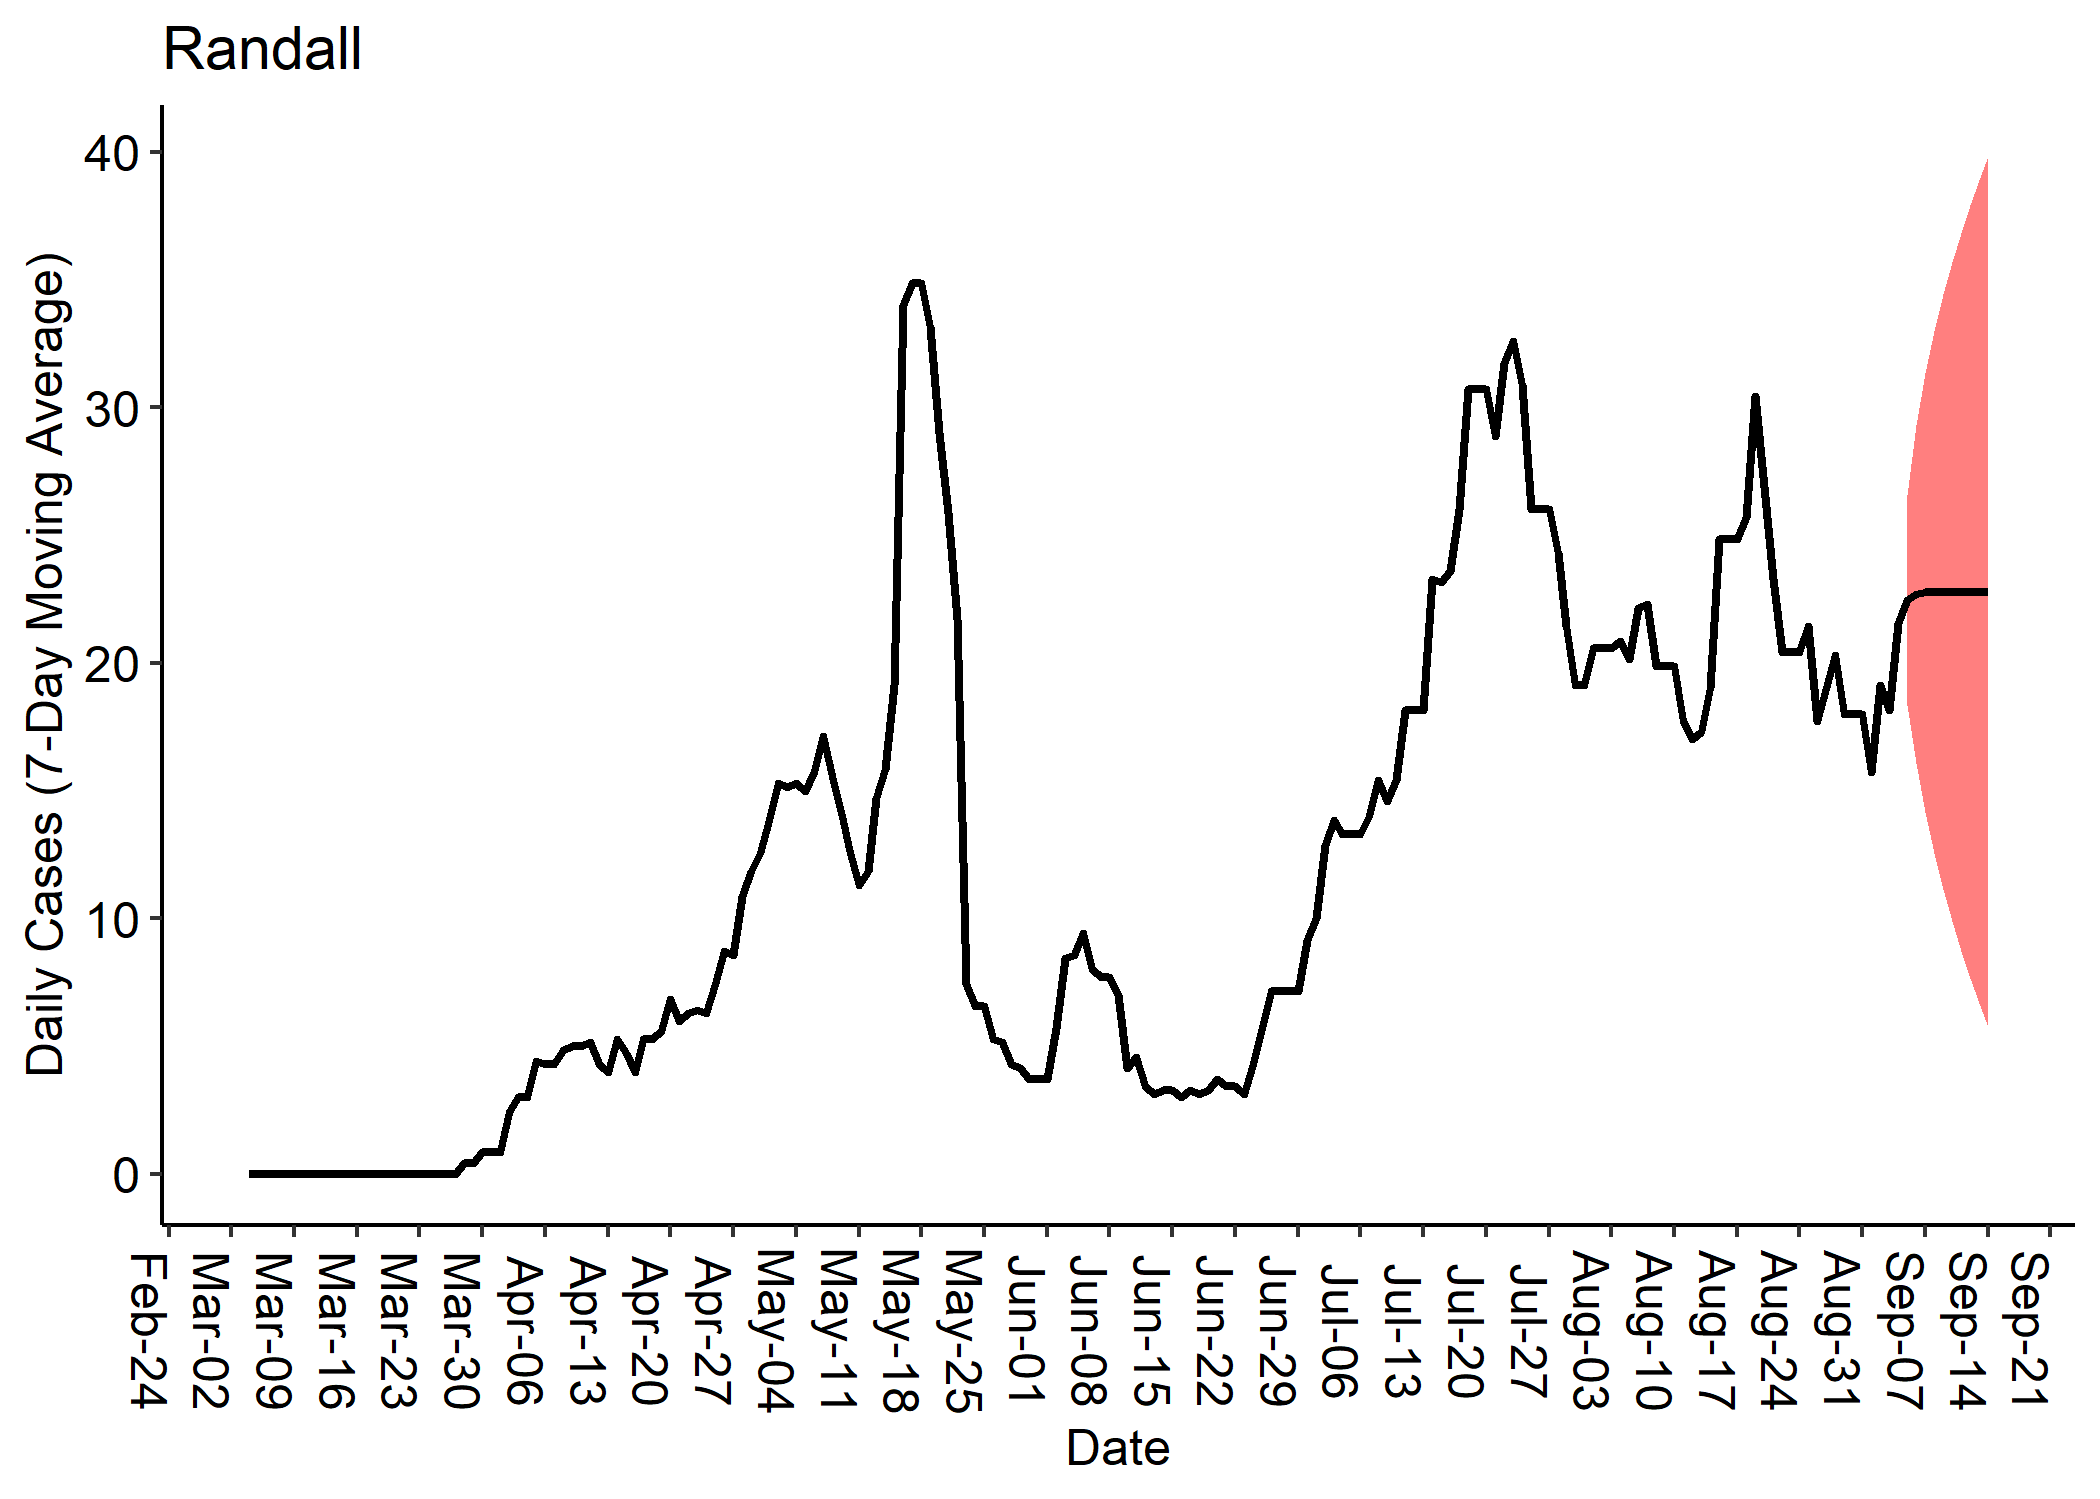 Randall
Daily Cases (7-Day Moving Average)
40
30
20
10
0
Feb-24
Mar-02
Mar-09
Mar-16
Mar-23
Mar-30
Apr-06
Apr-13
Apr-20
Apr-27
May-04
May-11
May-18
May-25
Jun-01
Jun-08
Jun-15
Jun-22
Jun-29
Jul-06
Jul-13
Jul-20
Jul-27
Aug-03
Aug-10
Aug-17
Aug-24
Aug-31
Sep-07
Sep-14
Sep-21
Date